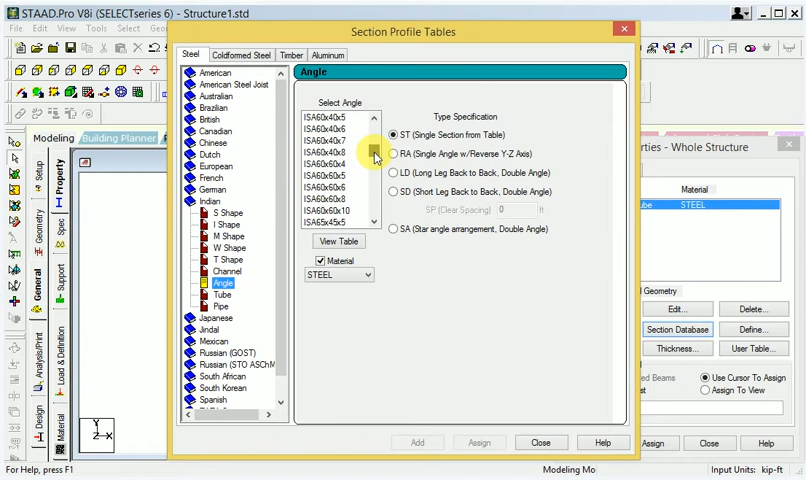 STAAD.Pro V8i (SELECTseries 6) - Structure1.std
File Edit View Tools Select
Section Profile Tables
Steel Coldformed Steel Timber Aluminum
American
American Steel Joist
Australian
Brazilian
British
Canadian
Chinese
Dutch
European
French
German
Indian
S Shape
I Shape
M Shape
W Shape
T Shape
Channel
Angle
Tube
Pipe
Japanese
Jindal
Mexican
Russian (GOST)
Russian (STO ASChM
South African
South Korean
Spanish
Angle
Select Angle
ISA60x40x5
ISA60x40x6
ISA60x40x7
ISA60x40x8
ISA60x60x4
ISA60x60x5
ISA60x60x6
ISA60x60x8
ISA60x60x10
ISA65x45x5
View Table
Material
STEEL
Type Specification
ST (Single Section from Table)
RA (Single Angle w/Reverse Y-Z Axis)
LD (Long Leg Back to Back, Double Angle)
SD (Short Leg Back to Back, Double Angle)
SP (Clear Spacing) 0 ft
SA (Star angle arrangement, Double Angle)
Add Assign Close Help
Modeling Building Planner
Setup
Geometry
General
Analysis/Print
Design
Property
Spec
Support
Load & Definition
Material
Y
Z X
erties - Whole Structure
Material
ube STEEL
d Geometry
Edit... Delete...
Section Database Define...
Thickness... User Table...
d Beams Use Cursor To Assign
st Assign To View
Assign Close Help
For Help, press F1
Modeling Mo
Input Units: kip-ft